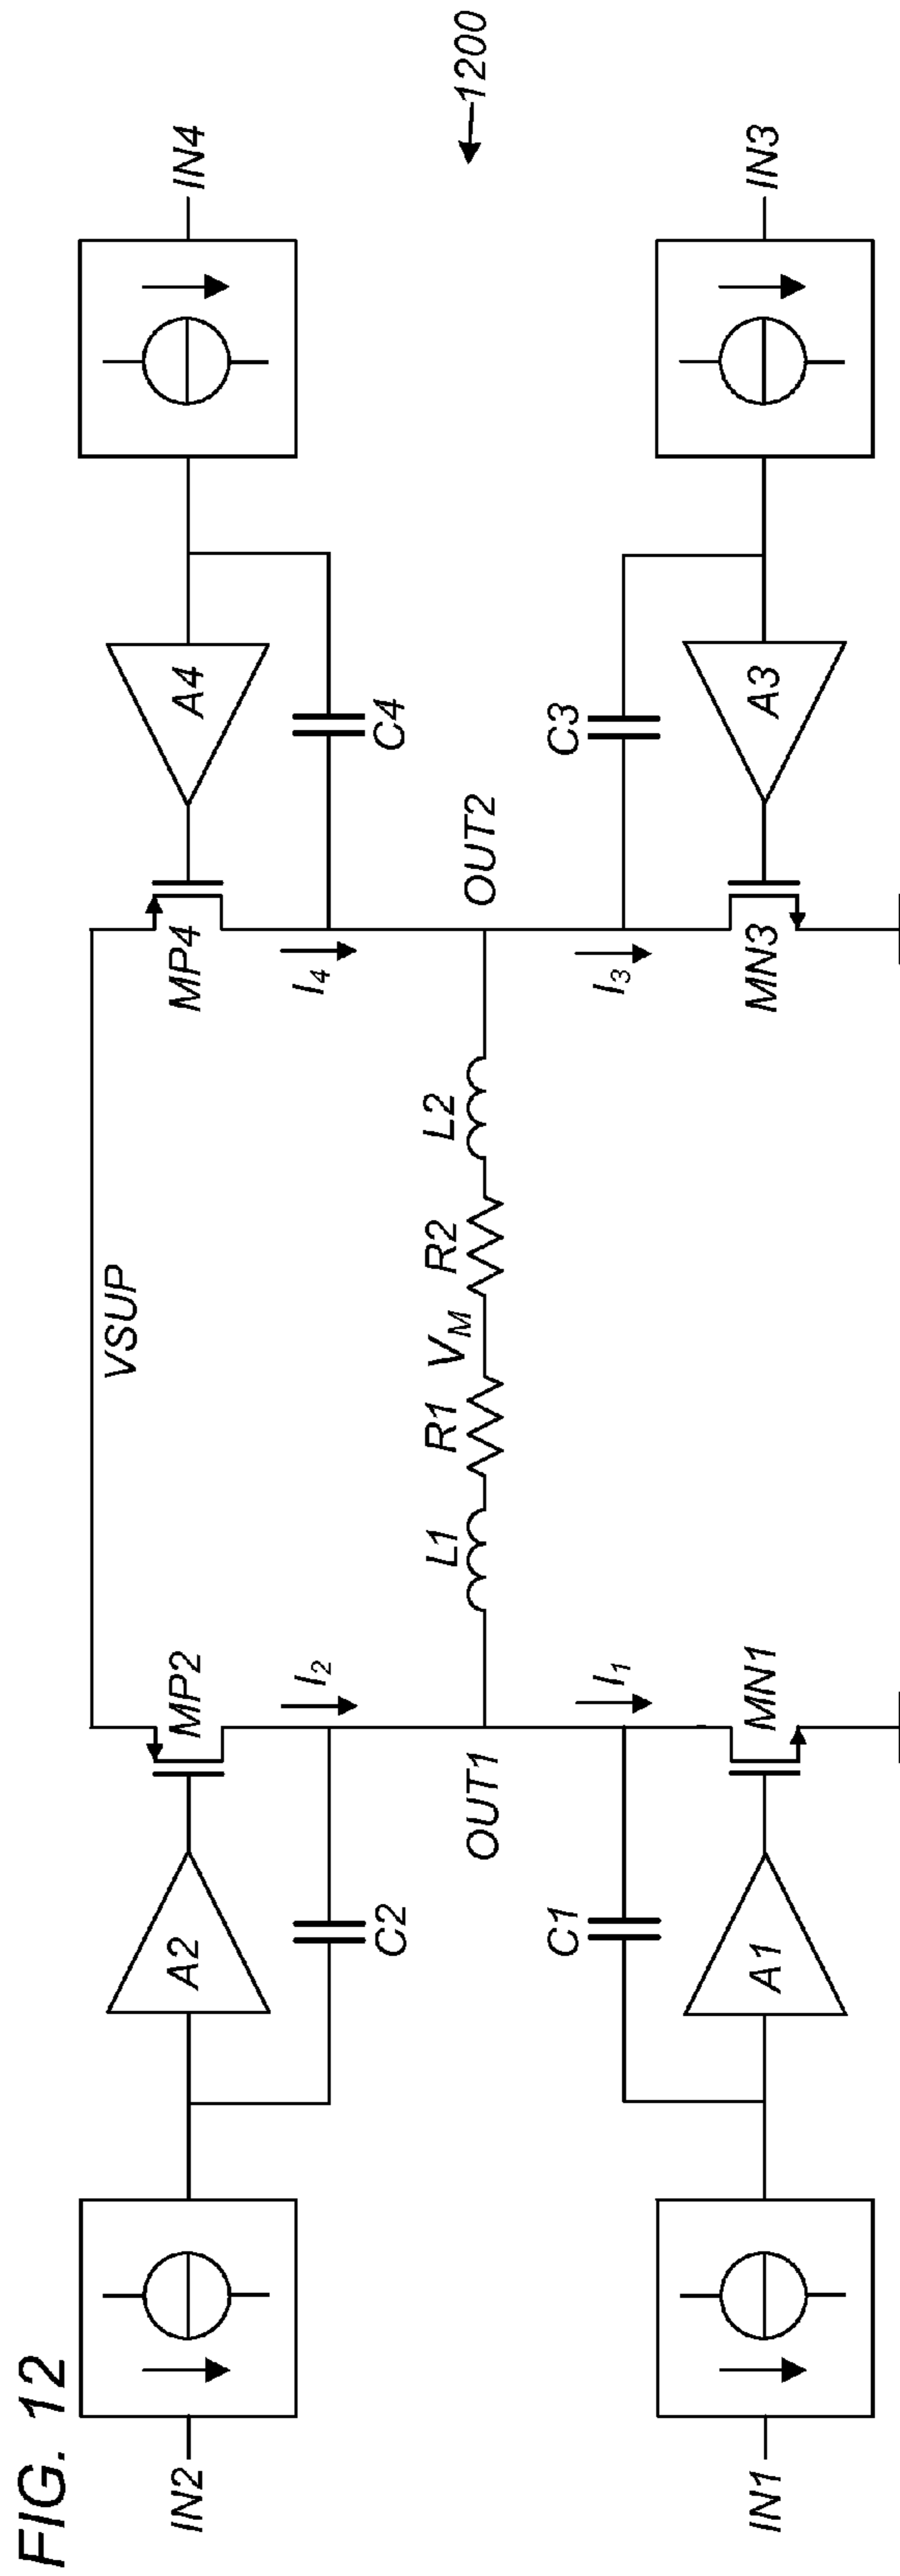 FIG. 12
1200
IN2
A2
MP2
VSUP
MP4
A4
IN4
C2
I2
I4
C4
OUT1
L1
R1
VM
R2
L2
OUT2
C1
I1
I3
C3
IN1
A1
MN1
MN3
A3
IN3